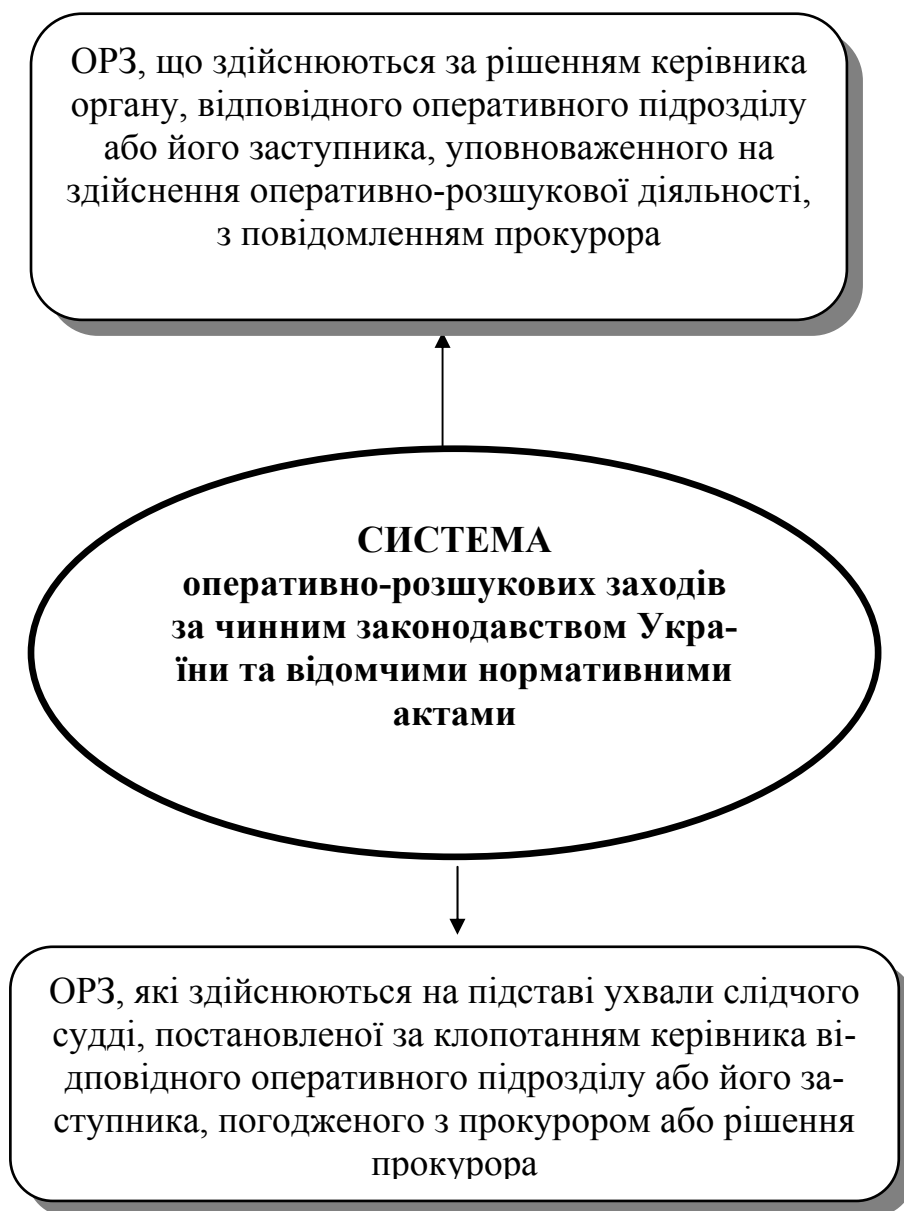 ОРЗ, що здійснюються за рішенням керівника
органу, відповідного оперативного підрозділу
або його заступника, уповноваженного на
здійснення оперативно-розшукової діяльності,
з повідомленням прокурора
СИСТЕМА
оперативно-розшукових заходів
за чинним законодавством Укра-
їни та відомчими нормативними
актами
ОРЗ, які здійснюються на підставі ухвали слідчого
судді, постановленої за клопотанням керівника ві-
дповідного оперативного підрозділу або його за-
ступника, погодженого з прокурором або рішення
прокурора